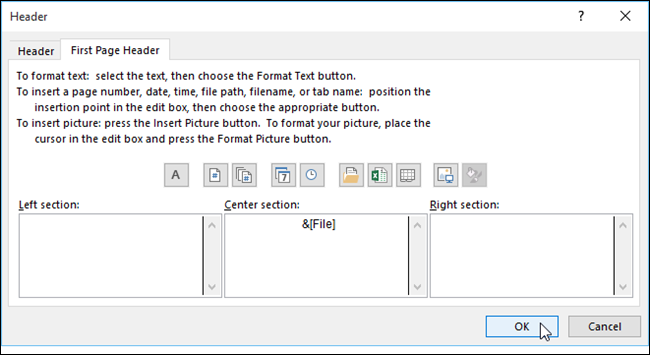 Header
?
Header
First Page Header
To format text:  select the text, then choose the Format Text button.
To insert a page number, date, time, file path, filename, or tab name:  position the
insertion point in the edit box, then choose the appropriate button.
To insert picture: press the Insert Picture button.  To format your picture, place the
cursor in the edit box and press the Format Picture button.
A
#
#
7
Left section:
Center section:
Right section:
&[File]
OK
Cancel